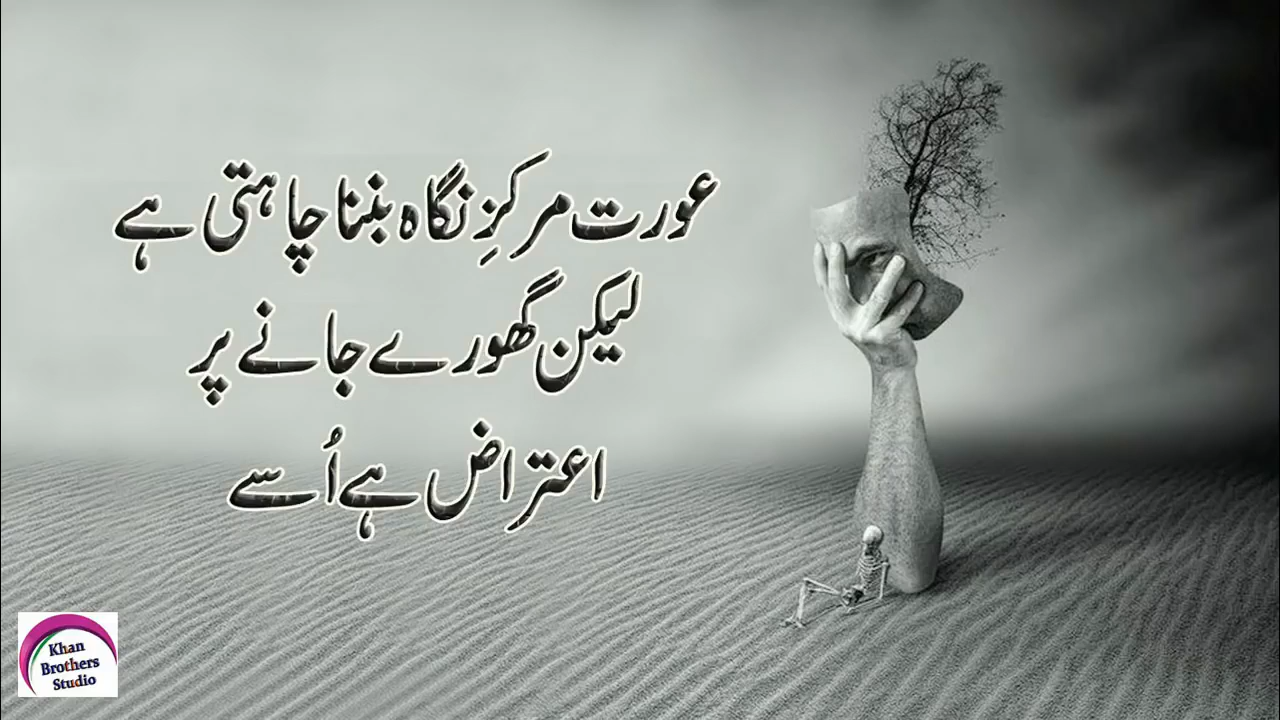 عورت مرکزِ نگاہ بننا چاہتی ہے
لیکن گھورے جانے پر
اعتراض ہے اُسے
Khan
Brothers
Studio